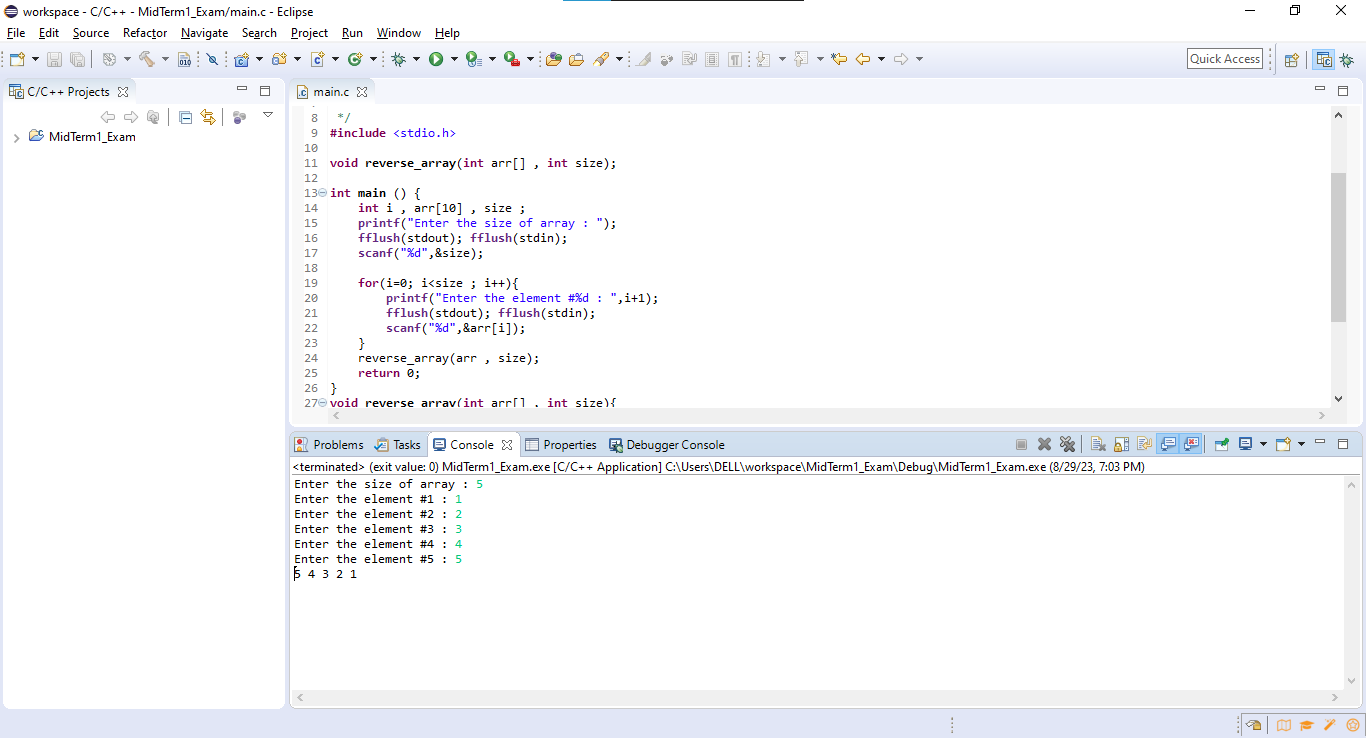 workspace - C/C++ - MidTerm1_Exam/main.c - Eclipse
File Edit Source Refactor Navigate Search Project Run Window Help
Quick Access
C/C++ Projects
main.c
MidTerm1_Exam
8 */
9 #include <stdio.h>
10
11 void reverse_array(int arr[] , int size);
12
13 int main () {
14 int i , arr[10] , size ;
15 printf("Enter the size of array : ");
16 fflush(stdout); fflush(stdin);
17 scanf("%d",&size);
18
19 for(i=0; i<size ; i++){
20 printf("Enter the element #%d : ",i+1);
21 fflush(stdout); fflush(stdin);
22 scanf("%d",&arr[i]);
23 }
24 reverse_array(arr , size);
25 return 0;
26 }
27 void reverse_array(int arr[] , int size){
Problems Tasks Console Properties Debugger Console
<terminated> (exit value: 0) MidTerm1_Exam.exe [C/C++ Application] C:\Users\DELL\workspace\MidTerm1_Exam\Debug\MidTerm1_Exam.exe (8/29/23, 7:03 PM)
Enter the size of array : 5
Enter the element #1 : 1
Enter the element #2 : 2
Enter the element #3 : 3
Enter the element #4 : 4
Enter the element #5 : 5
5 4 3 2 1